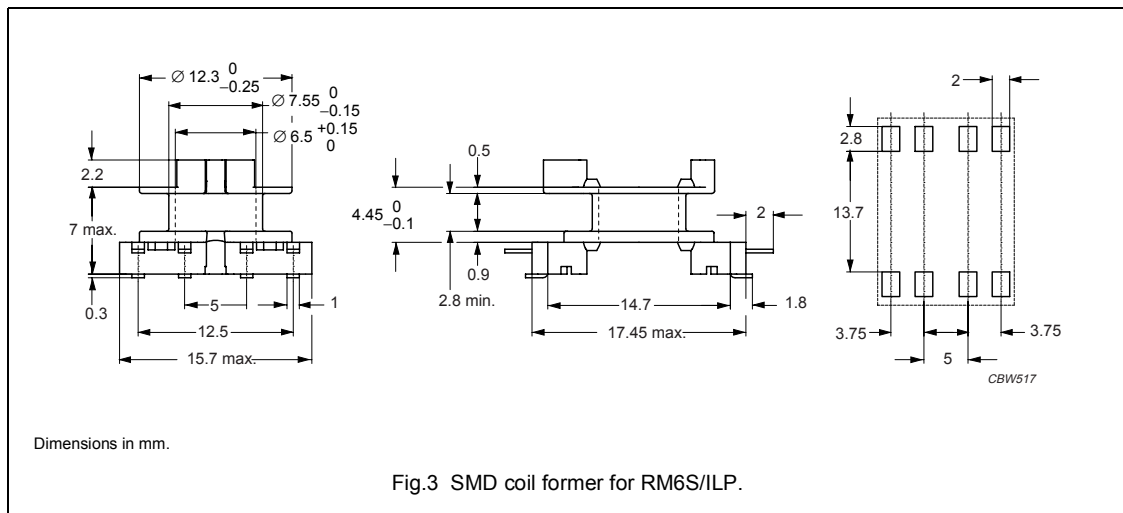 ∅ 12.3 0 −0.25
∅ 7.55 0 −0.15
∅ 6.5 +0.15 0
2.2
7 max.
0.3
5
1
12.5
15.7 max.
0.5
4.45 0 −0.1
2
0.9
2.8 min.
14.7
1.8
17.45 max.
2
2.8
13.7
3.75
3.75
5
CBW517
Dimensions in mm.
Fig.3 SMD coil former for RM6S/ILP.